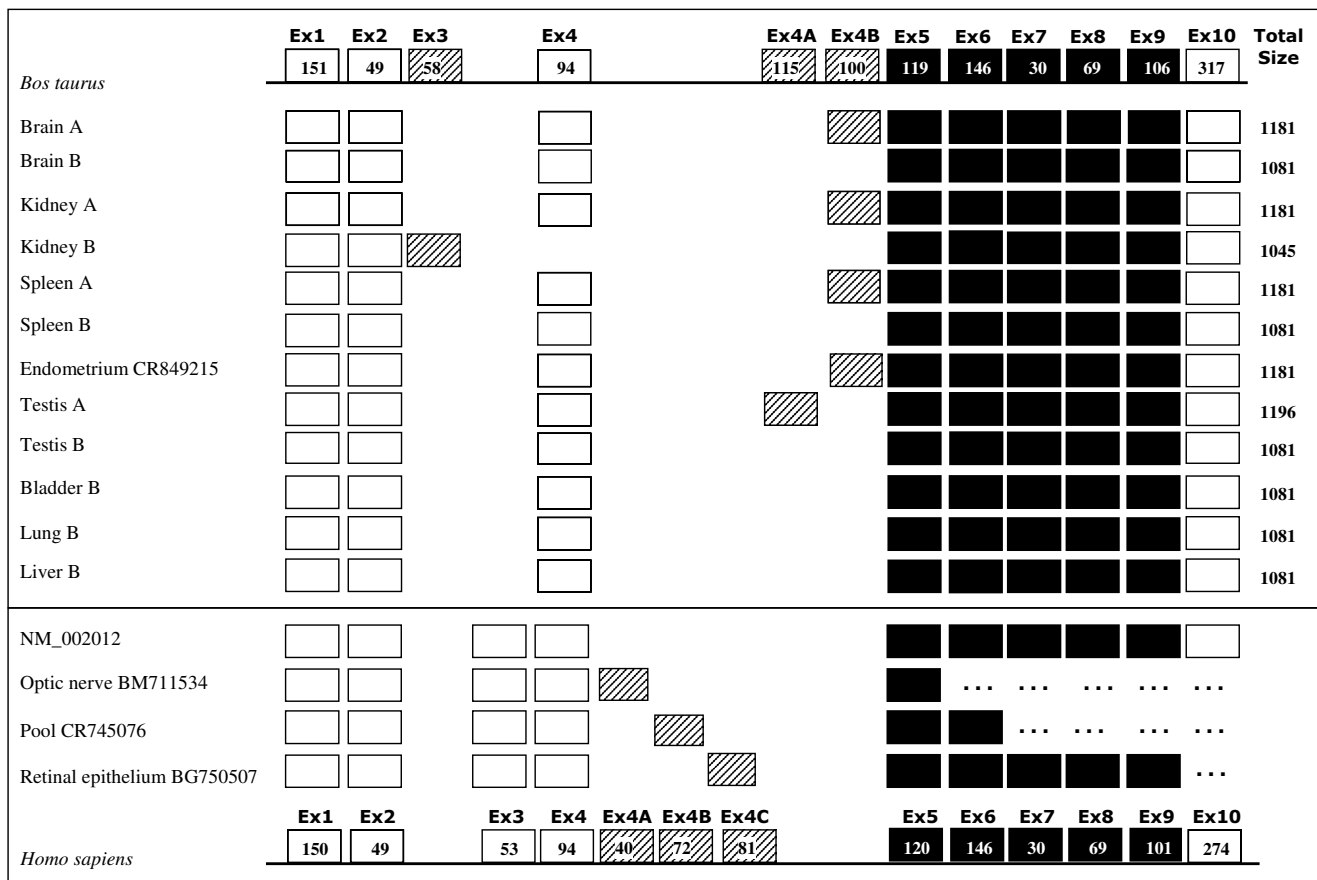 Ex1 Ex2 Ex3 Ex4 Ex4A Ex4B Ex5 Ex6 Ex7 Ex8 Ex9 Ex10 Total Size
Bos taurus 151 49 58 94 115 100 119 146 30 69 106 317
Brain A 1181
Brain B 1081
Kidney A 1181
Kidney B 1045
Spleen A 1181
Spleen B 1081
Endometrium CR849215 1181
Testis A 1196
Testis B 1081
Bladder B 1081
Lung B 1081
Liver B 1081
NM_002012
Optic nerve BM711534 ... ... ... ... ...
Pool CR745076 ... ... ... ...
Retinal epithelium BG750507 ...
Ex1 Ex2 Ex3 Ex4 Ex4A Ex4B Ex4C Ex5 Ex6 Ex7 Ex8 Ex9 Ex10
Homo sapiens 150 49 53 94 40 72 81 120 146 30 69 101 274